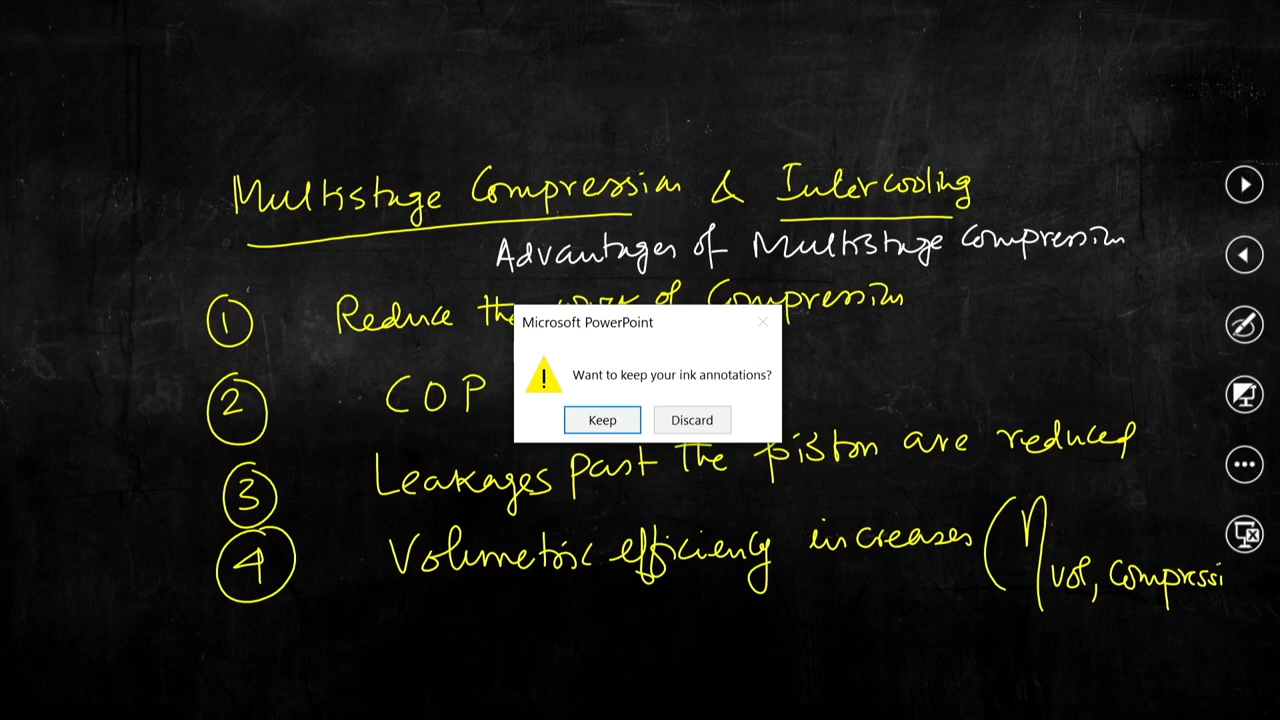 Multistage Compression & Intercooling
Advantages of Multistage Compression
1 Reduce the work of Compression
Microsoft PowerPoint
Want to keep your ink annotations?
Keep Discard
2 COP
3 Leakages past the piston are reduced
4 Volumetric efficiency increases (η vol, Compressi